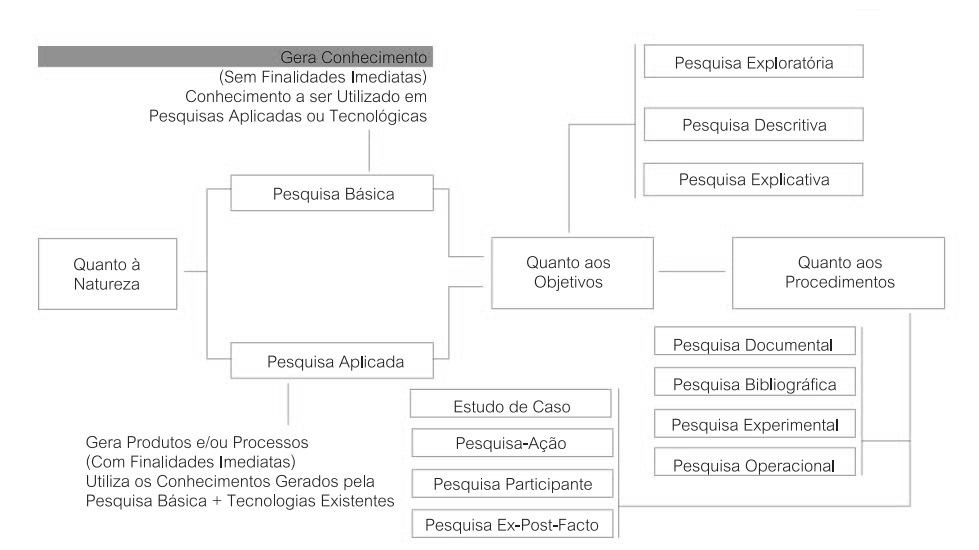 Gera Conhecimento
(Sem Finalidades Imediatas)
Conhecimento a ser Utilizado em
Pesquisas Aplicadas ou Tecnológicas
Pesquisa Básica
Quanto à
Natureza
Pesquisa Aplicada
Gera Produtos e/ou Processos
(Com Finalidades Imediatas)
Utiliza os Conhecimentos Gerados pela
Pesquisa Básica + Tecnologias Existentes
Quanto aos
Objetivos
Pesquisa Exploratória
Pesquisa Descritiva
Pesquisa Explicativa
Quanto aos
Procedimentos
Pesquisa Documental
Pesquisa Bibliográfica
Pesquisa Experimental
Pesquisa Operacional
Estudo de Caso
Pesquisa-Ação
Pesquisa Participante
Pesquisa Ex-Post-Facto